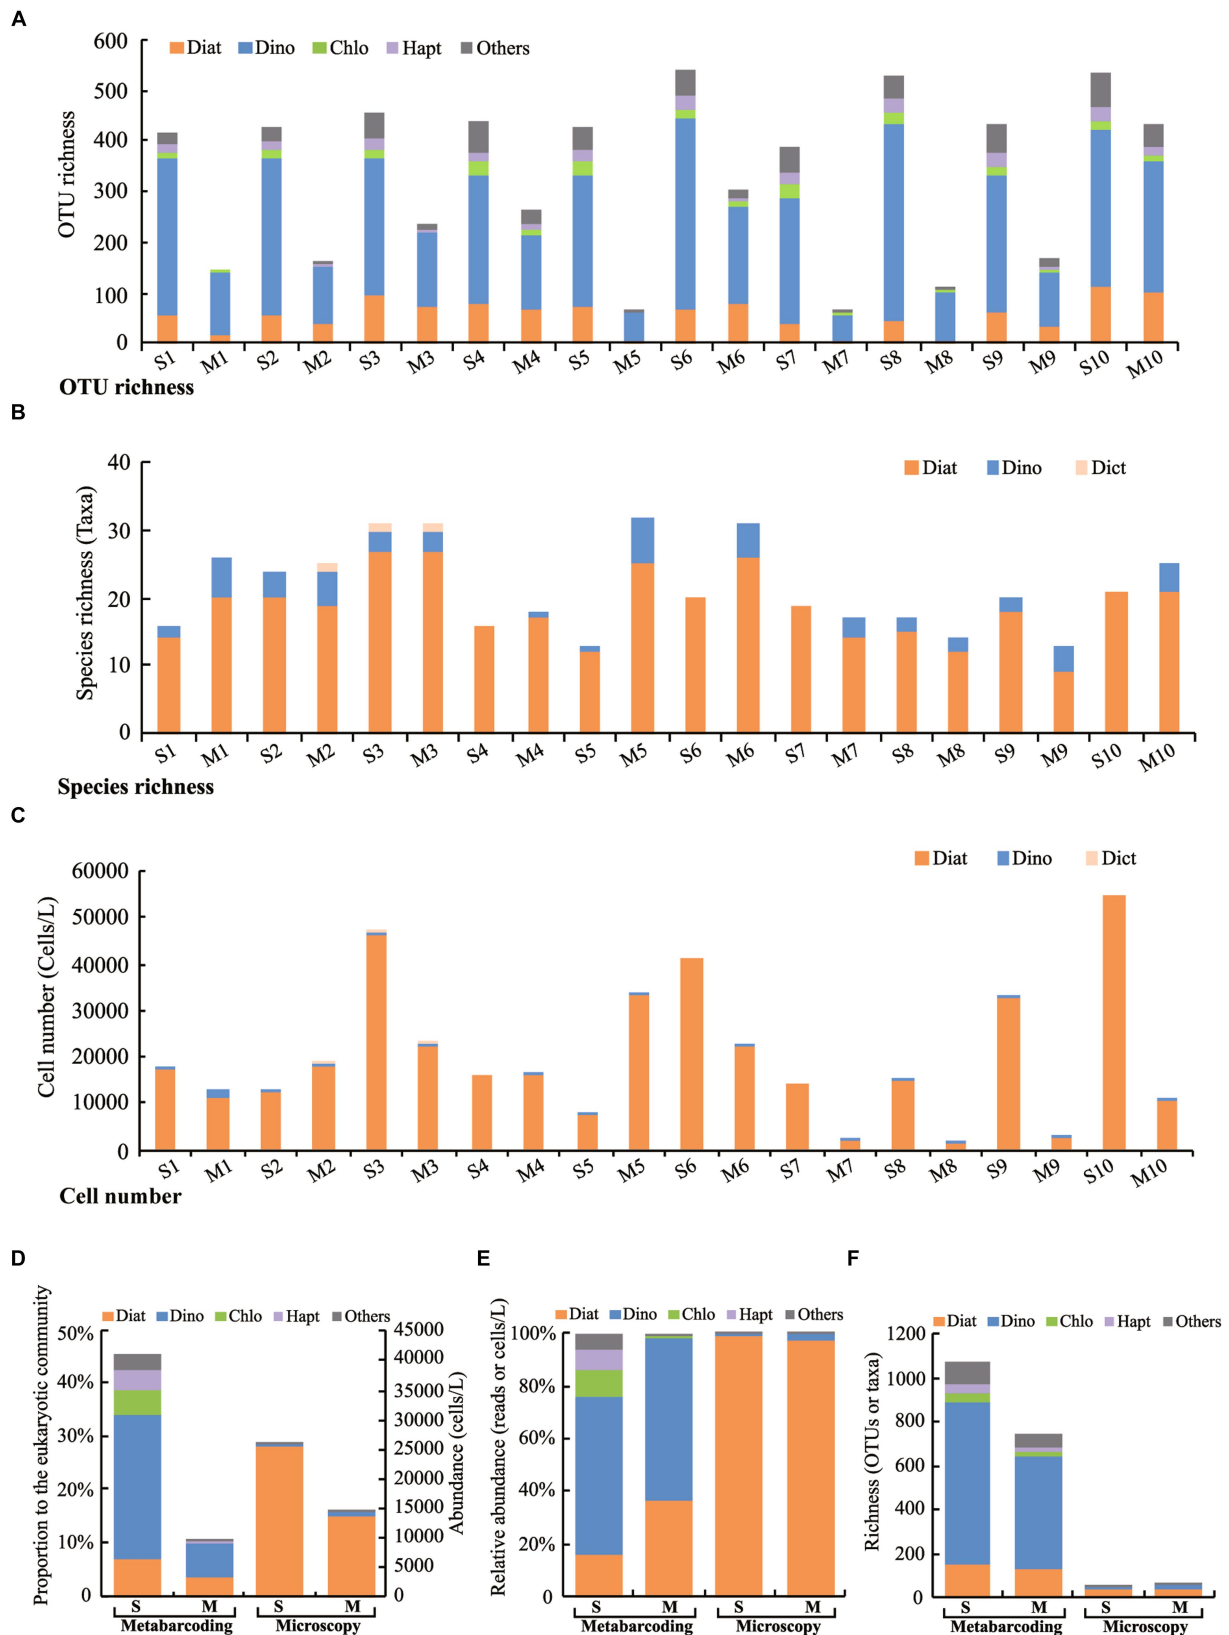 A
600
500
400
300
200
100
0
OTU richness
Diat Dino Chlo Hapt Others
S1 M1 S2 M2 S3 M3 S4 M4 S5 M5 S6 M6 S7 M7 S8 M8 S9 M9 S10 M10
OTU richness
B
40
30
20
10
0
Species richness (Taxa)
Diat Dino Dict
S1 M1 S2 M2 S3 M3 S4 M4 S5 M5 S6 M6 S7 M7 S8 M8 S9 M9 S10 M10
Species richness
C
60000
50000
40000
30000
20000
10000
0
Cell number (Cells/L)
Diat Dino Dict
S1 M1 S2 M2 S3 M3 S4 M4 S5 M5 S6 M6 S7 M7 S8 M8 S9 M9 S10 M10
Cell number
D
Diat Dino Chlo Hapt Others
Proportion to the eukaryotic community
50%
40%
30%
20%
10%
0
45000
40000
35000
30000
25000
20000
15000
10000
5000
0
Abundance (cells/L)
S M S M
Metabarcoding Microscopy
E
Diat Dino Chlo Hapt Others
Relative abundance (reads or cells/L)
100%
80%
60%
40%
20%
0
S M S M
Metabarcoding Microscopy
F
Diat Dino Chlo Hapt Others
Richness (OTUs or taxa)
1200
1000
800
600
400
200
0
S M S M
Metabarcoding Microscopy